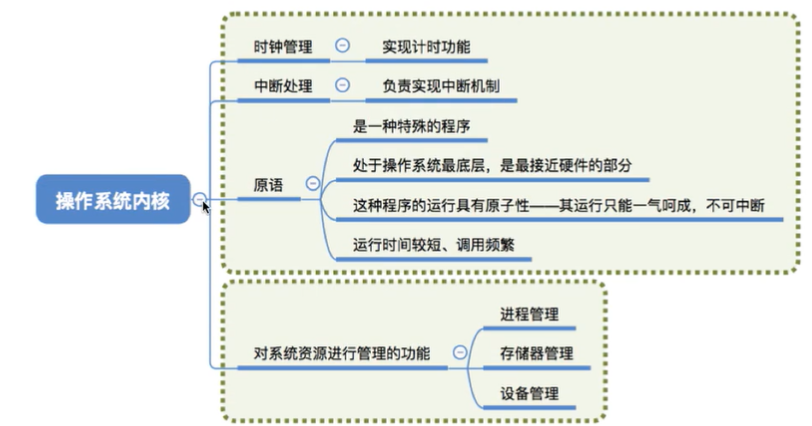 操作系统内核
时钟管理
实现计时功能
中断处理
负责实现中断机制
原语
是一种特殊的程序
处于操作系统最底层，是最接近硬件的部分
这种程序的运行具有原子性——其运行只能一气呵成，不可中断
运行时间较短、调用频繁
对系统资源进行管理的功能
进程管理
存储器管理
设备管理